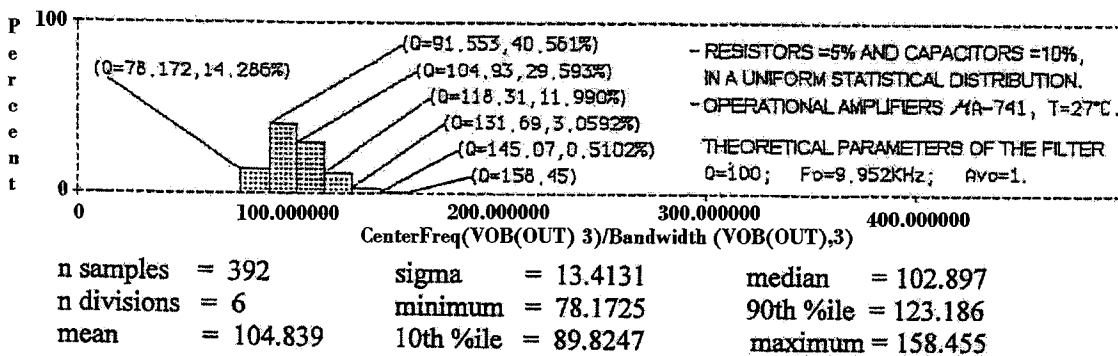 Percent
100
0
(Q=78.172,14.286%)
(Q=91.553,40.561%)
(Q=104.93,29.593%)
(Q=118.31,11.990%)
(Q=131.69,3.0592%)
(Q=145.07,0.5102%)
(Q=158.45)
- RESISTORS =5% AND CAPACITORS =10%,
IN A UNIFORM STATISTICAL DISTRIBUTION.
- OPERATIONAL AMPLIFIERS μA-741, T=27°C.
THEORETICAL PARAMETERS OF THE FILTER
Q=100; Fo=9.952KHz; Avo=1.
0 100.000000 200.000000 300.000000 400.000000
CenterFreq(VOB(OUT) 3)/Bandwidth (VOB(OUT),3)
n samples = 392 sigma = 13.4131 median = 102.897
n divisions = 6 minimum = 78.1725 90th %ile = 123.186
mean = 104.839 10th %ile = 89.8247 maximum = 158.455